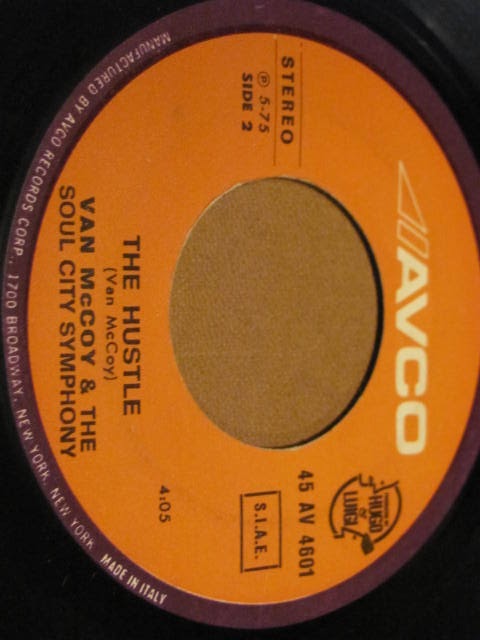 AVCO
STEREO
℗ 5-75
SIDE 2
HUGO
&
LUIGI
45 AV 4601
S.I.A.E.
THE HUSTLE
(Van McCoy)
VAN McCOY & THE
SOUL CITY SYMPHONY
4:05
MANUFACTURED BY AVCO RECORDS CORP., 1700 BROADWAY, NEW YORK, NEW YORK MADE IN ITALY